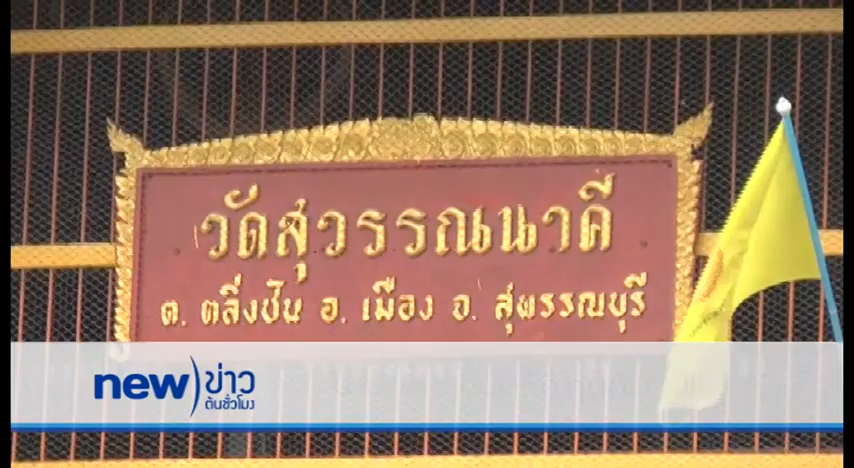 วัดสุวรรณนาคี
ต. ตลิ่งชัน อ. เมือง จ. สุพรรณบุรี
new)ข่าว
ต้นชั่วโมง